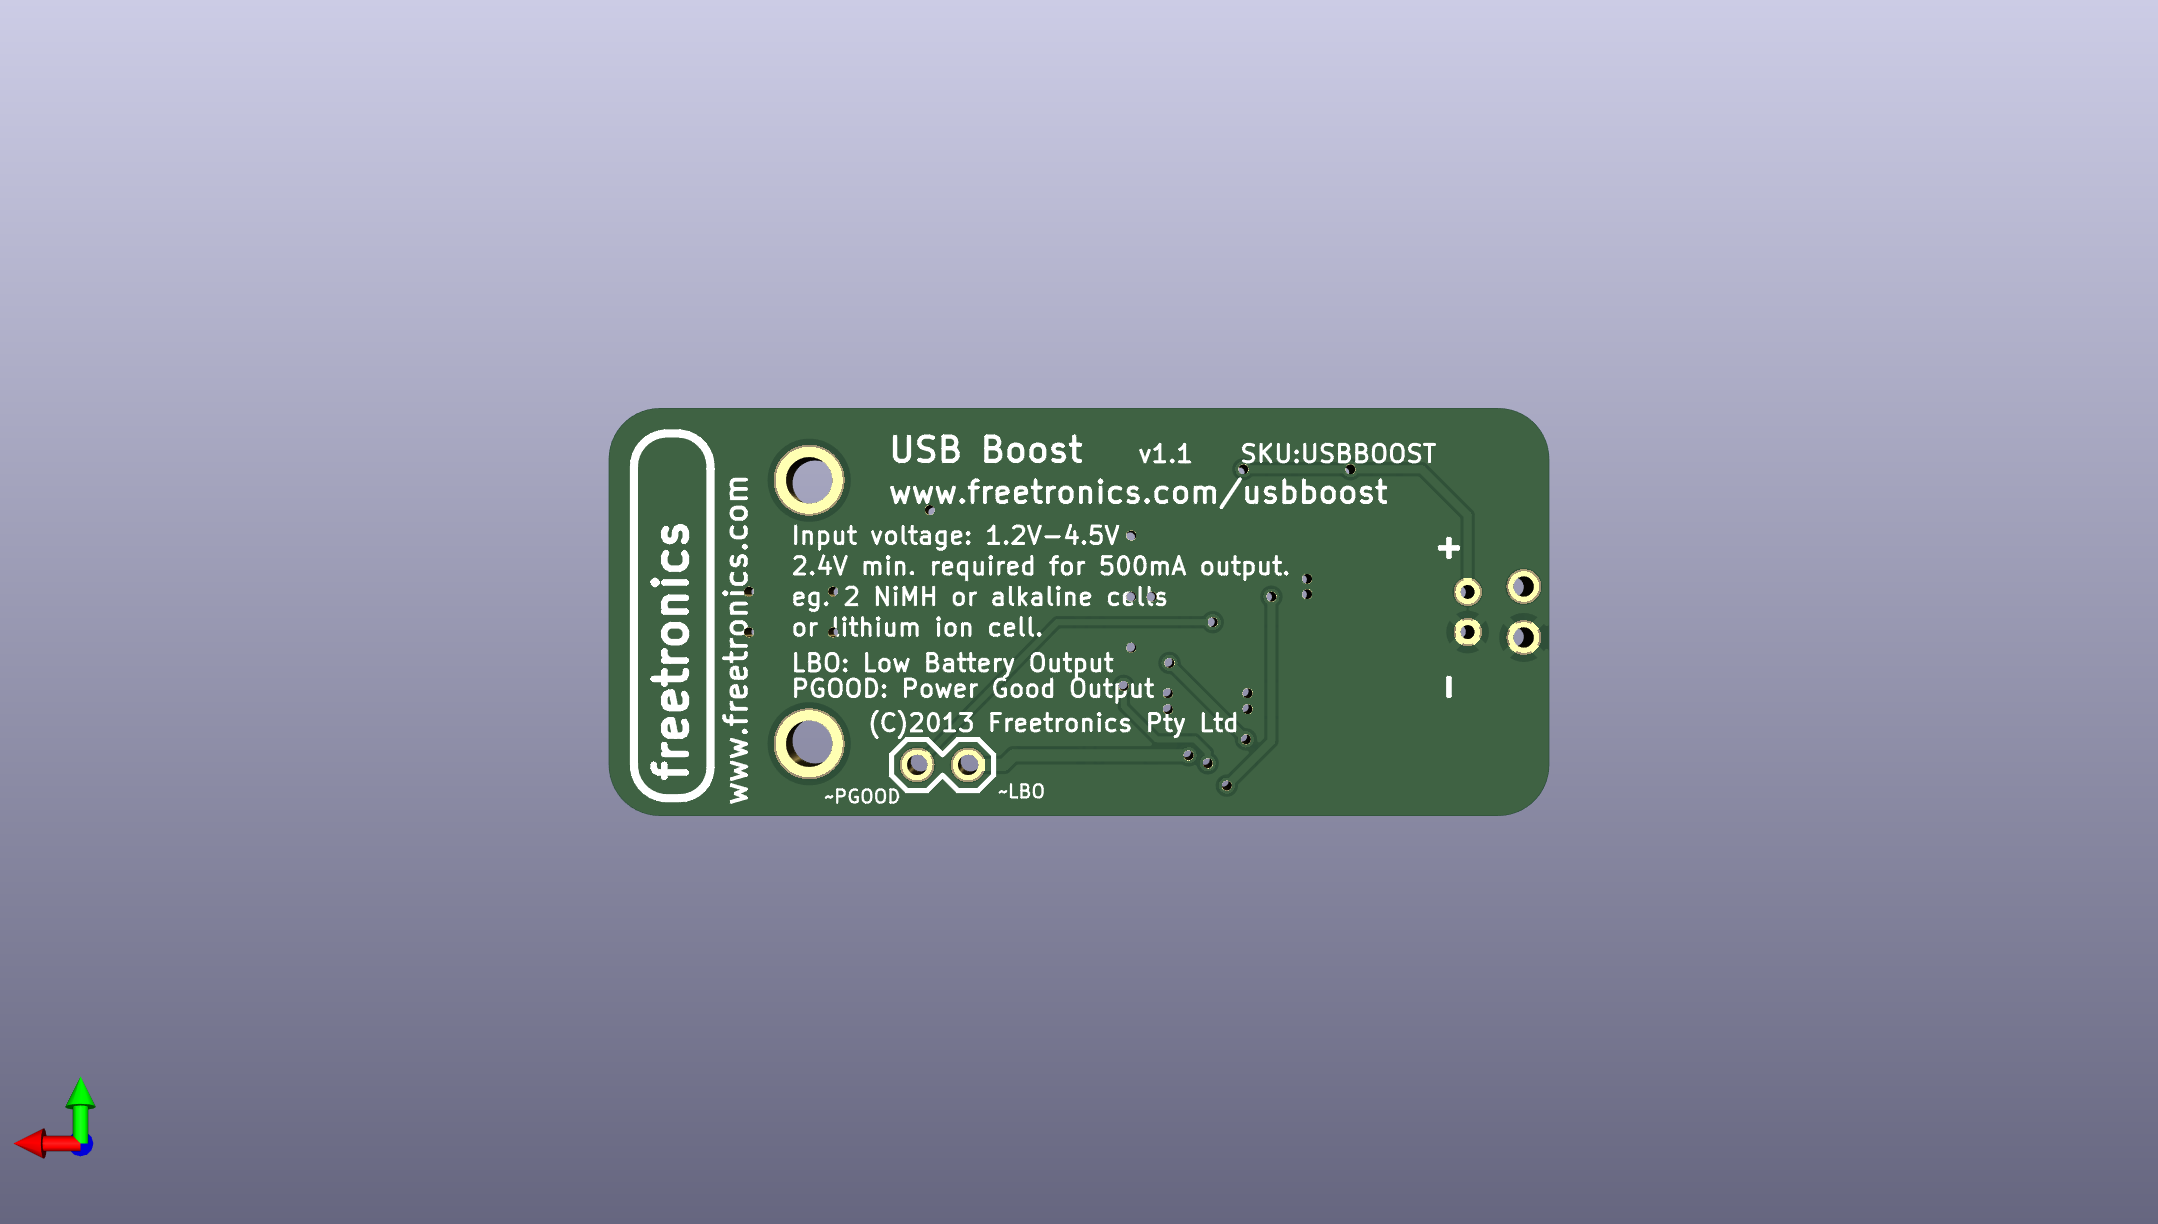 freetronics
www.freetronics.com
USB Boost v1.1 SKU:USBBOOST
www.freetronics.com/usbboost
Input voltage: 1.2V-4.5V
2.4V min. required for 500mA output.
eg. 2 NiMH or alkaline cells
or lithium ion cell.
LBO: Low Battery Output
PGOOD: Power Good Output
(C)2013 Freetronics Pty Ltd
~PGOOD ~LBO
+
-